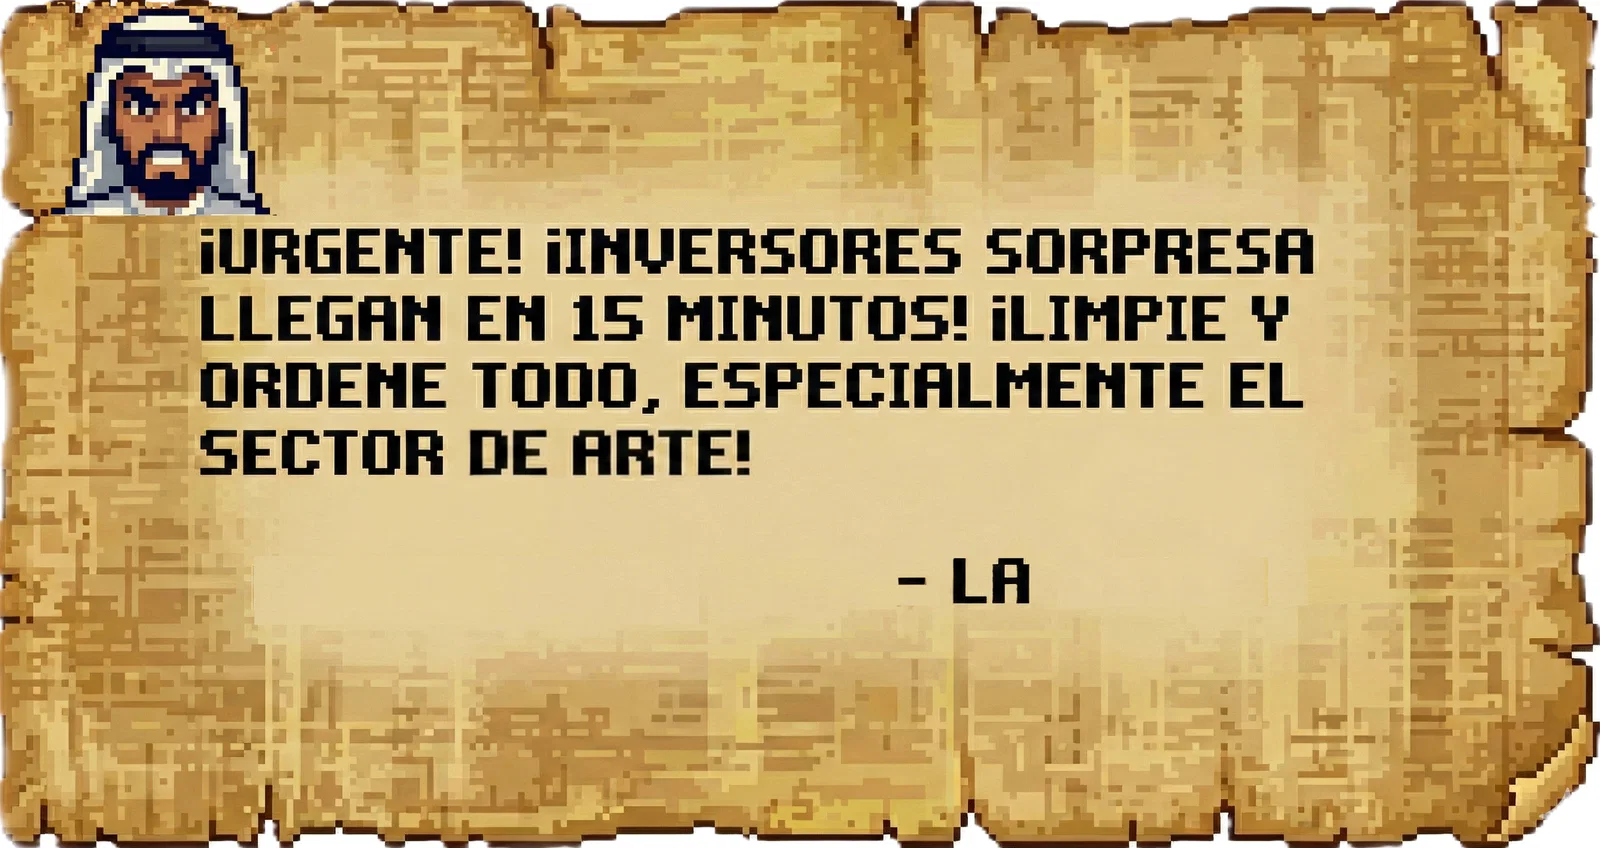 ¡URGENTE! ¡INVERSORES SORPRESA
LLEGAN EN 15 MINUTOS! ¡LIMPIE Y
ORDENE TODO, ESPECIALMENTE EL
SECTOR DE ARTE!
- LA